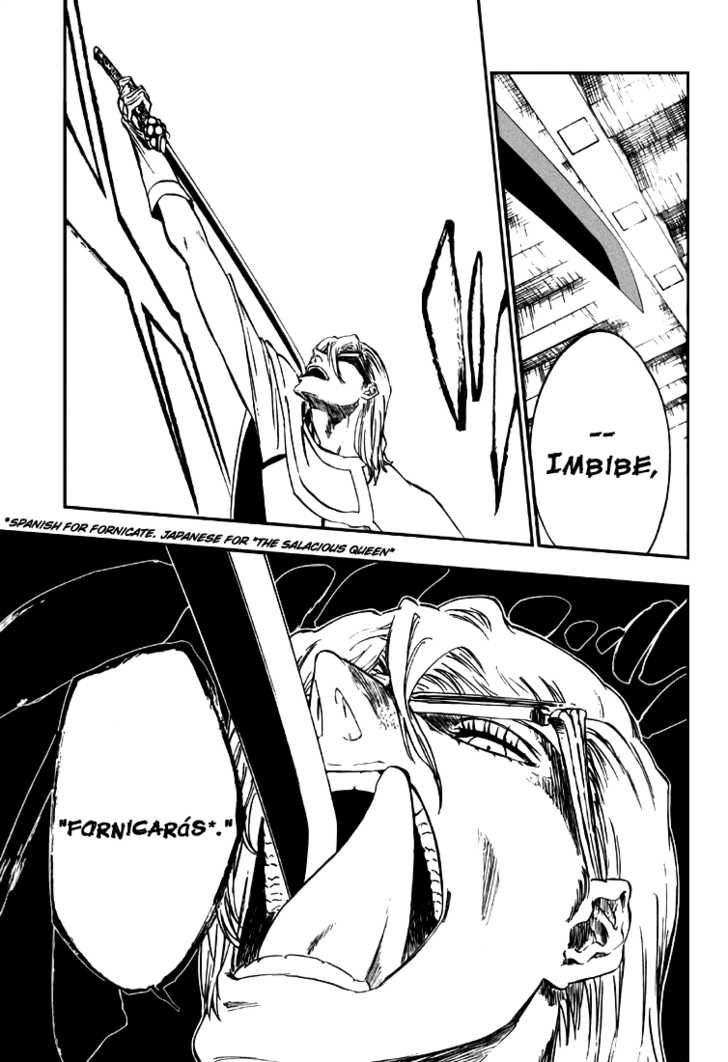 --
IMBIBE,
*SPANISH FOR FORNICATE. JAPANESE FOR "THE SALACIOUS QUEEN"
"FORNICARÁS*."